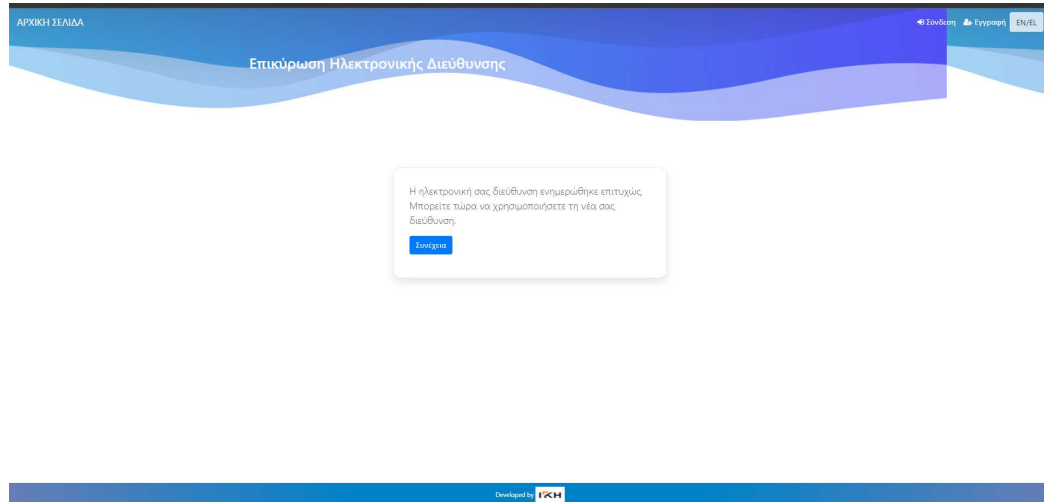 ΑΡΧΙΚΗ ΣΕΛΙΔΑ
Σύνδεση
Εγγραφή
EN/EL
Επικύρωση Ηλεκτρονικής Διεύθυνσης
Η ηλεκτρονική σας διεύθυνση ενημερώθηκε επιτυχώς.
Μπορείτε τώρα να χρησιμοποιήσετε τη νέα σας
διεύθυνση.
Συνέχεια
Developed by